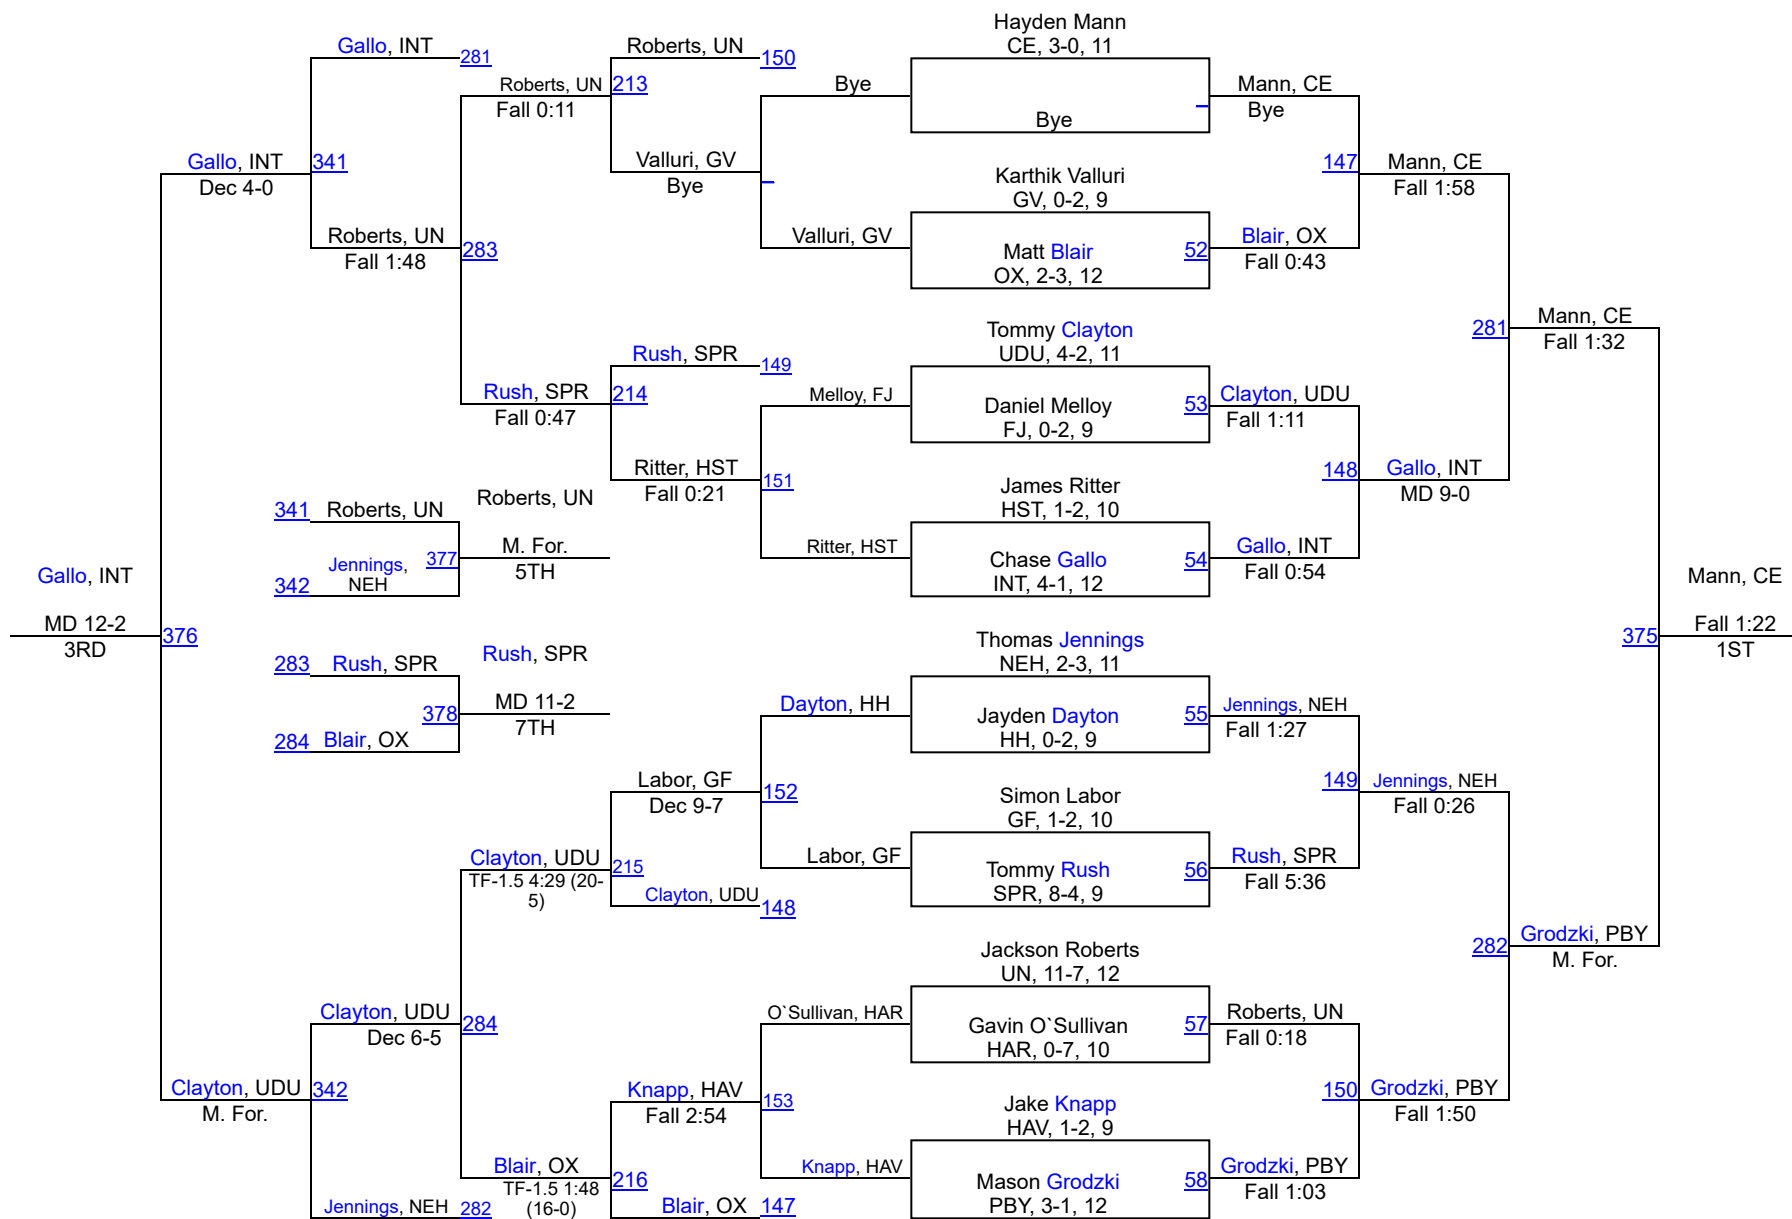 Hayden Mann
CE, 3-0, 11
Bye
Karthik Valluri
GV, 0-2, 9
Matt Blair
OX, 2-3, 12
52
Tommy Clayton
UDU, 4-2, 11
Daniel Melloy
FJ, 0-2, 9
53
James Ritter
HST, 1-2, 10
Chase Gallo
INT, 4-1, 12
54
Thomas Jennings
NEH, 2-3, 11
Jayden Dayton
HH, 0-2, 9
55
Simon Labor
GF, 1-2, 10
Tommy Rush
SPR, 8-4, 9
56
Jackson Roberts
UN, 11-7, 12
Gavin O`Sullivan
HAR, 0-7, 10
57
Jake Knapp
HAV, 1-2, 9
Mason Grodzki
PBY, 3-1, 12
58
Mann, CE
Bye
147
Blair, OX
Fall 0:43
Clayton, UDU
Fall 1:11
148
Gallo, INT
Fall 0:54
Jennings, NEH
Fall 1:27
149
Rush, SPR
Fall 5:36
Roberts, UN
Fall 0:18
150
Grodzki, PBY
Fall 1:03
Mann, CE
Fall 1:58
281
Gallo, INT
MD 9-0
Jennings, NEH
Fall 0:26
282
Grodzki, PBY
Fall 1:50
Mann, CE
Fall 1:32
375
Grodzki, PBY
M. For.
Mann, CE
Fall 1:22
1ST
Bye
Valluri, GV
Melloy, FJ
151
Ritter, HST
Dayton, HH
152
Labor, GF
O`Sullivan, HAR
153
Knapp, HAV
Roberts, UN
150
213
Valluri, GV
Bye
Rush, SPR
149
214
Ritter, HST
Fall 0:21
Labor, GF
Dec 9-7
215
Clayton, UDU
148
Knapp, HAV
Fall 2:54
216
Blair, OX
147
Roberts, UN
Fall 0:11
283
Rush, SPR
Fall 0:47
Clayton, UDU
TF-1.5 4:29 (20-
5)
284
Blair, OX
TF-1.5 1:48
(16-0)
Gallo, INT
281
341
Roberts, UN
Fall 1:48
Clayton, UDU
Dec 6-5
342
Jennings, NEH
282
Gallo, INT
Dec 4-0
376
Clayton, UDU
M. For.
Gallo, INT
MD 12-2
3RD
341
Roberts, UN
342
Jennings,
NEH
377
Roberts, UN
M. For.
5TH
283
Rush, SPR
284
Blair, OX
378
Rush, SPR
MD 11-2
7TH